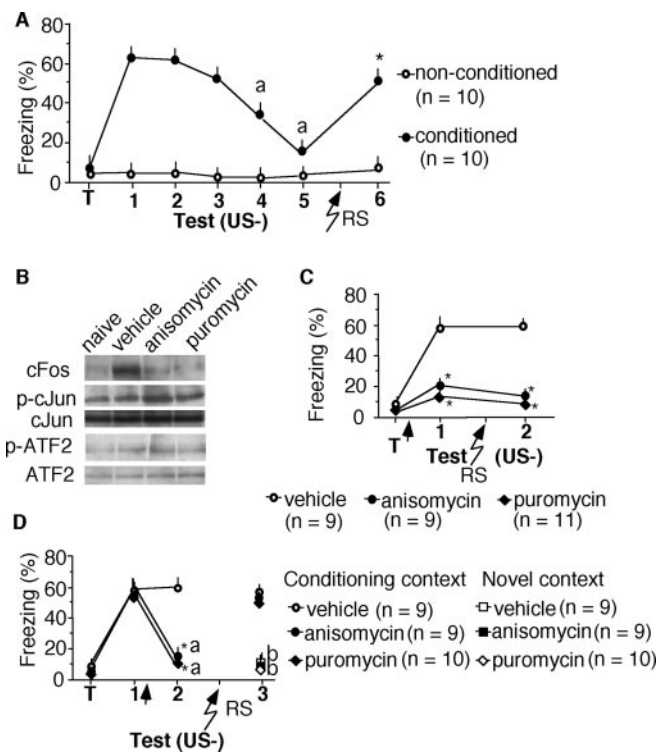 A
Freezing (%)
80
60
40
20
0
a
a
*
non-conditioned
(n = 10)
conditioned
(n = 10)
T 1 2 3 4 5 6
Test (US-)
RS
B
naive vehicle anisomycin puromycin
cFos
p-cJun
cJun
p-ATF2
ATF2
C
Freezing (%)
80
60
40
20
0
*
*
*
*
T 1 2
Test (US-)
RS
vehicle
(n = 9)
anisomycin
(n = 9)
puromycin
(n = 11)
D
Freezing (%)
80
60
40
20
0
*a
*a
b
b
T 1 2 3
RS
Test (US-)
Conditioning context
vehicle (n = 9)
anisomycin (n = 9)
puromycin (n = 10)
Novel context
vehicle (n = 9)
anisomycin (n = 9)
puromycin (n = 10)